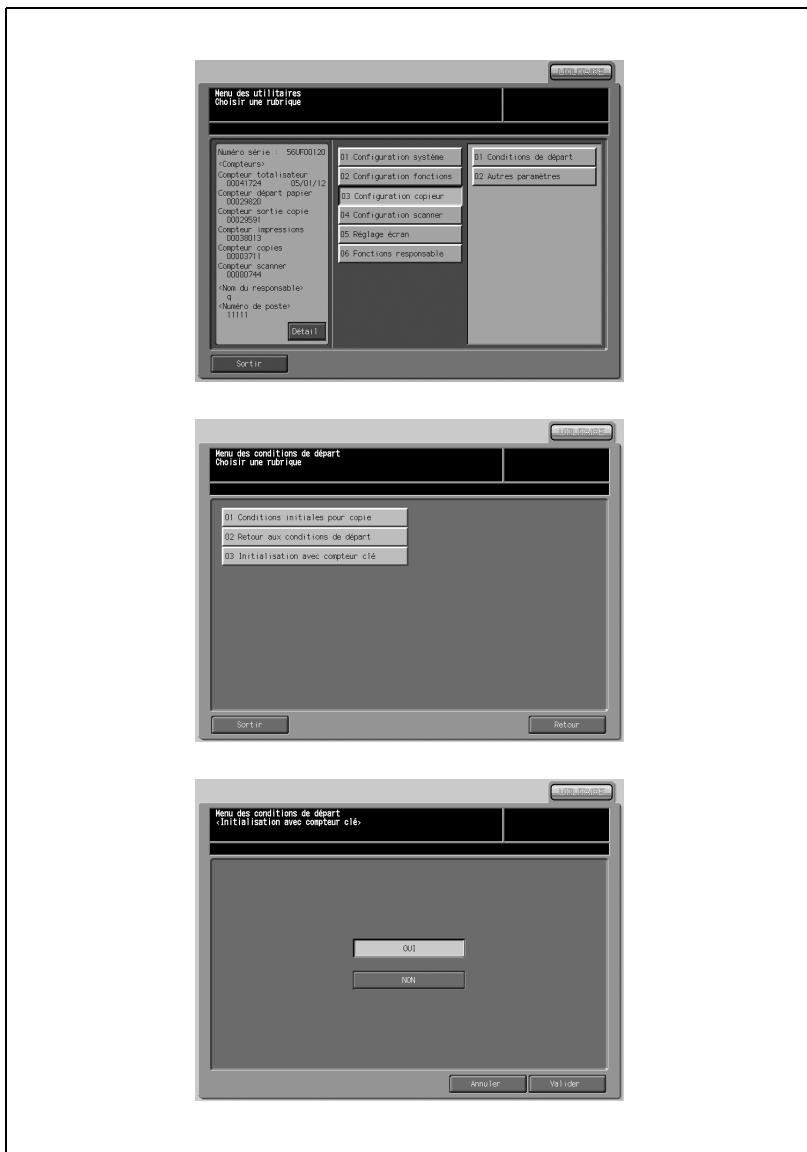 UTILITAIRE
Menu des utilitaires
Choisir une rubrique
Numéro série : 56UF00120
<Compteurs>
Compteur totalisateur
00041724 05/01/12
Compteur départ papier
00029820
Compteur sortie copie
00029591
Compteur impressions
00038013
Compteur copies
00003711
Compteur scanner
00000744
<Nom du responsable>
q
<Numéro de poste>
11111
Détail
01 Configuration système
02 Configuration fonctions
03 Configuration copieur
04 Configuration scanner
05 Réglage écran
06 Fonctions responsable
01 Conditions de départ
02 Autres paramètres
Sortir
UTILITAIRE
Menu des conditions de départ
Choisir une rubrique
01 Conditions initiales pour copie
02 Retour aux conditions de départ
03 Initialisation avec compteur clé
Sortir
Retour
UTILITAIRE
Menu des conditions de départ
<Initialisation avec compteur clé>
OUI
NON
Annuler
Valider